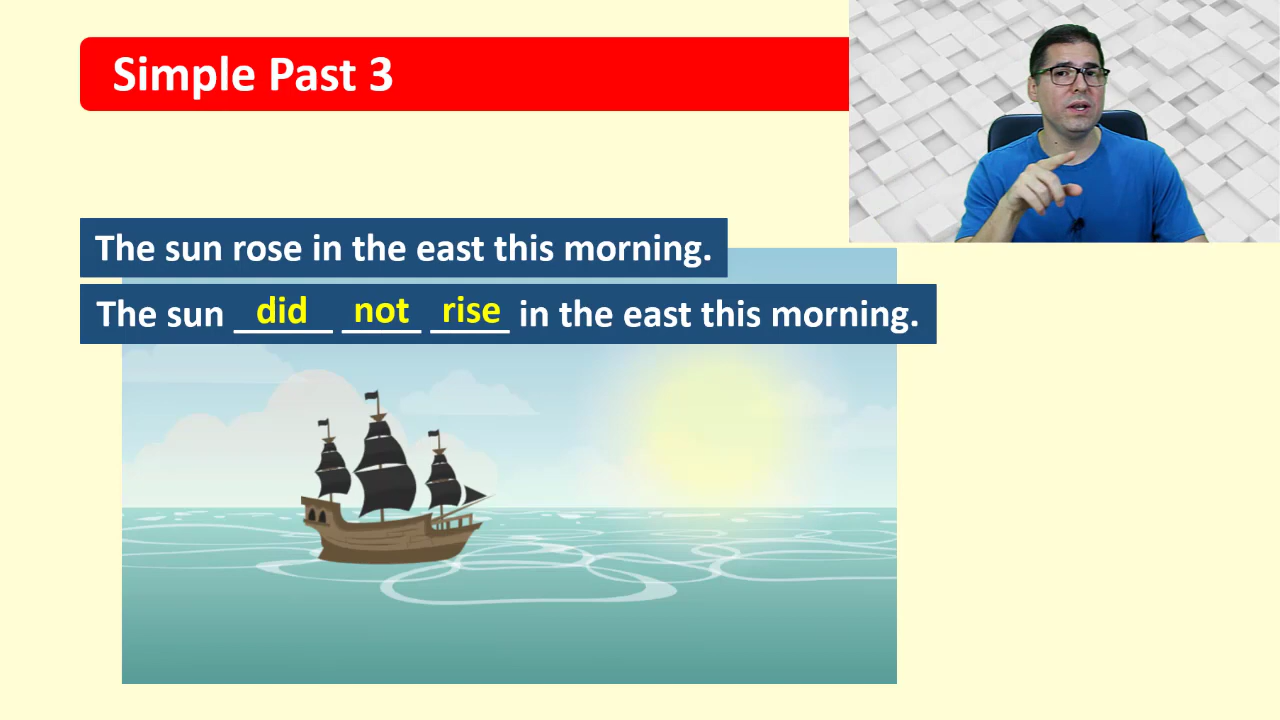 Simple Past 3
The sun rose in the east this morning.
The sun did not rise in the east this morning.